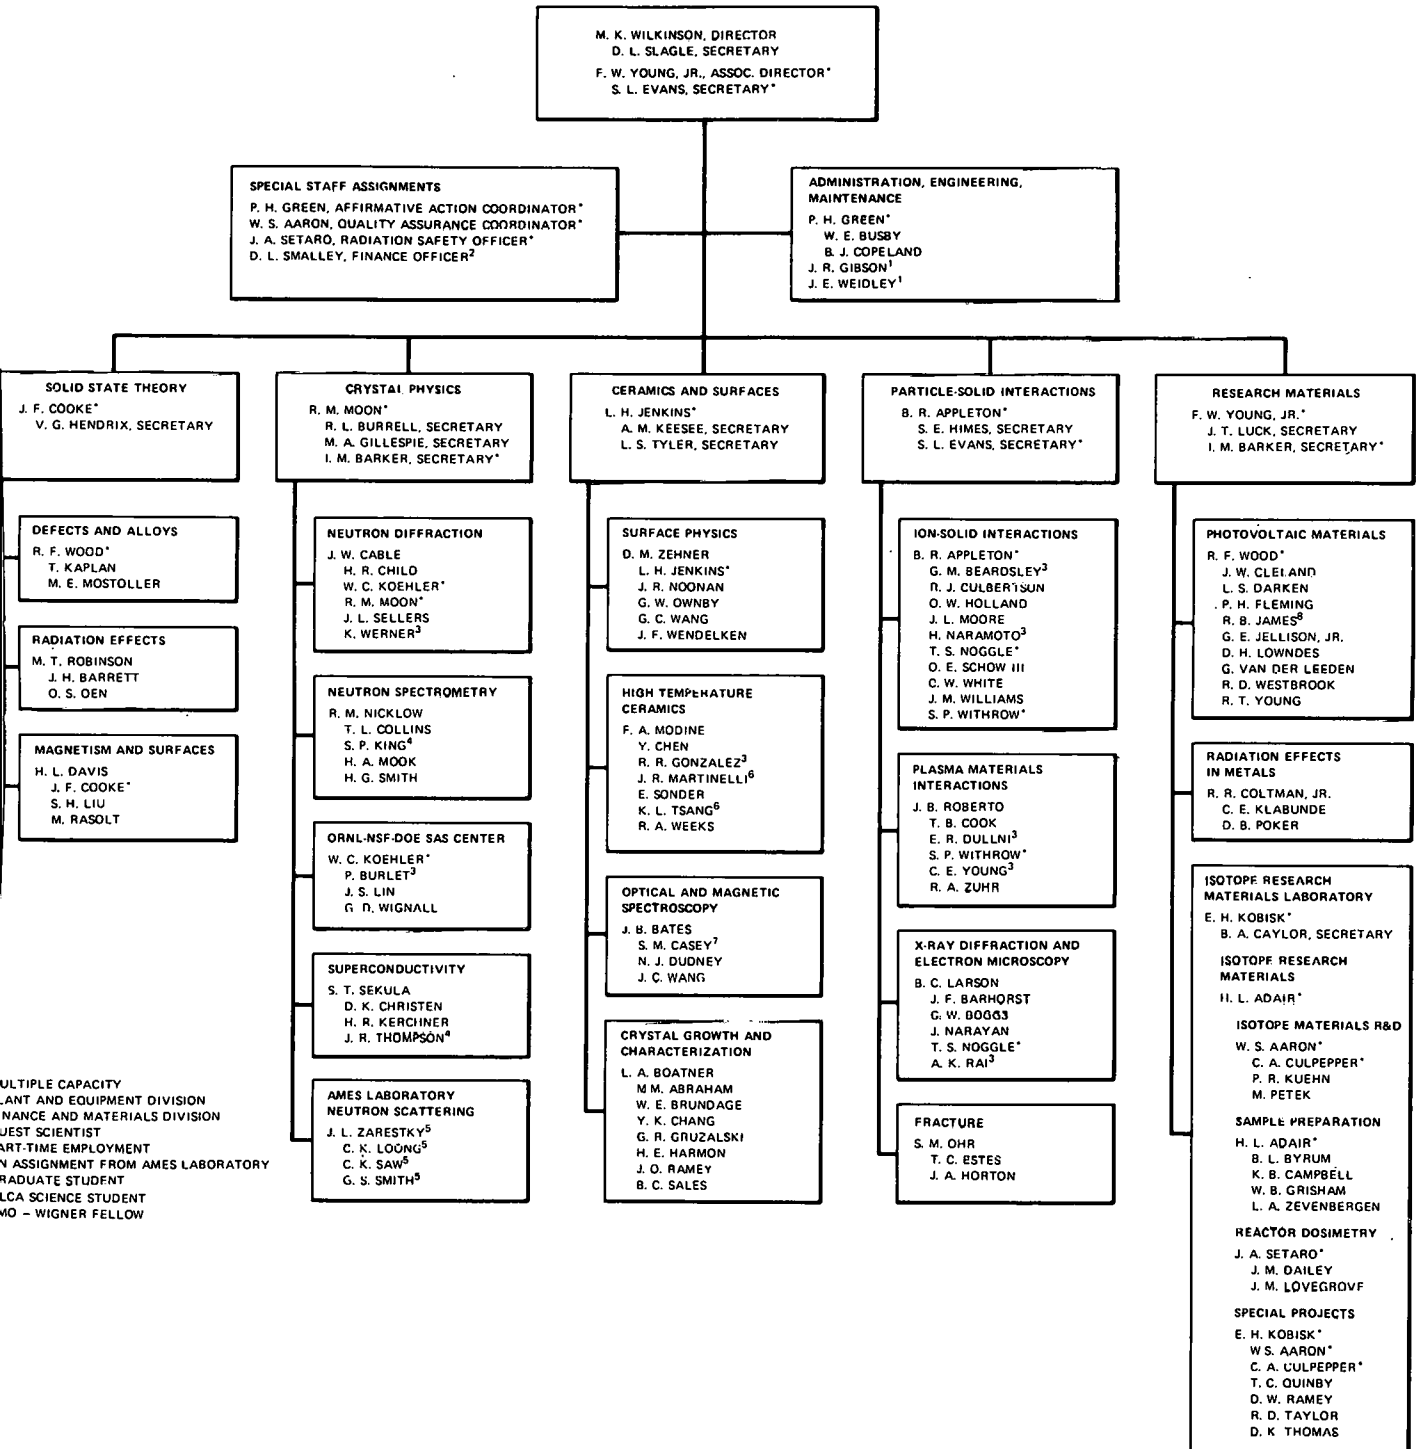 M. K. WILKINSON, DIRECTOR
D. L. SLAGLE, SECRETARY
F. W. YOUNG, JR., ASSOC. DIRECTOR*
S. L. EVANS, SECRETARY*
SPECIAL STAFF ASSIGNMENTS
P. H. GREEN, AFFIRMATIVE ACTION COORDINATOR*
W. S. AARON, QUALITY ASSURANCE COORDINATOR*
J. A. SETARO, RADIATION SAFETY OFFICER*
D. L. SMALLEY, FINANCE OFFICER²
ADMINISTRATION, ENGINEERING,
MAINTENANCE
P. H. GREEN*
W. E. BUSBY
B. J. COPELAND
J. R. GIBSON¹
J. E. WEIDLEY¹
SOLID STATE THEORY
J. F. COOKE*
V. G. HENDRIX, SECRETARY
DEFECTS AND ALLOYS
R. F. WOOD*
T. KAPLAN
M. E. MOSTOLLER
RADIATION EFFECTS
M. T. ROBINSON
J. H. BARRETT
O. S. OEN
MAGNETISM AND SURFACES
H. L. DAVIS
J. F. COOKE*
S. H. LIU
M. RASOLT
CRYSTAL PHYSICS
R. M. MOON*
R. L. BURRELL, SECRETARY
M. A. GILLESPIE, SECRETARY
I. M. BARKER, SECRETARY*
NEUTRON DIFFRACTION
J. W. CABLE
H. R. CHILD
W. C. KOEHLER*
R. M. MOON*
J. L. SELLERS
K. WERNER³
NEUTRON SPECTROMETRY
R. M. NICKLOW
T. L. COLLINS
S. P. KING⁴
H. A. MOOK
H. G. SMITH
ORNL-NSF-DOE SAS CENTER
W. C. KOEHLER*
P. BURLET³
J. S. LIN
G. D. WIGNALL
SUPERCONDUCTIVITY
S. T. SEKULA
D. K. CHRISTEN
H. R. KERCHNER
J. R. THOMPSON⁴
AMES LABORATORY
NEUTRON SCATTERING
J. L. ZARESTKY⁵
C. K. LOONG⁵
C. K. SAW⁵
G. S. SMITH⁵
CERAMICS AND SURFACES
L. H. JENKINS*
A. M. KEESEE, SECRETARY
L. S. TYLER, SECRETARY
SURFACE PHYSICS
D. M. ZEHNER
L. H. JENKINS*
J. R. NOONAN
G. W. OWNBY
G. C. WANG
J. F. WENDELKEN
HIGH TEMPERATURE
CERAMICS
F. A. MODINE
Y. CHEN
R. R. GONZALEZ³
J. R. MARTINELLI⁶
E. SONDER
K. L. TSANG⁶
R. A. WEEKS
OPTICAL AND MAGNETIC
SPECTROSCOPY
J. B. BATES
S. M. CASEY⁷
N. J. DUDNEY
J. C. WANG
CRYSTAL GROWTH AND
CHARACTERIZATION
L. A. BOATNER
M M. ABRAHAM
W. E. BRUNDAGE
Y. K. CHANG
G. R. GRUZALSKI
H. E. HARMON
J. O. RAMEY
B. C. SALES
PARTICLE-SOLID INTERACTIONS
B. R. APPLETON*
S. E. HIMES, SECRETARY
S. L. EVANS, SECRETARY*
ION-SOLID INTERACTIONS
B. R. APPLETON*
G. M. BEARDSLEY³
R. J. CULBERTSON
O. W. HOLLAND
J. L. MOORE
H. NARAMOTO³
T. S. NOGGLE*
O. E. SCHOW III
C. W. WHITE
J. M. WILLIAMS
S. P. WITHROW*
PLASMA MATERIALS
INTERACTIONS
J. B. ROBERTO
T. B. COOK
E. R. DULLNI³
S. P. WITHROW*
C. E. YOUNG³
R. A. ZUHR
X-RAY DIFFRACTION AND
ELECTRON MICROSCOPY
B. C. LARSON
J. F. BARHORST
G. W. BOGGS
J. NARAYAN
T. S. NOGGLE*
A. K. RAI³
FRACTURE
S. M. OHR
T. C. ESTES
J. A. HORTON
RESEARCH MATERIALS
F. W. YOUNG, JR.*
J. T. LUCK, SECRETARY
I. M. BARKER, SECRETARY*
PHOTOVOLTAIC MATERIALS
R. F. WOOD*
J. W. CLELAND
L. S. DARKEN
P. H. FLEMING
R. B. JAMES⁸
G. E. JELLISON, JR.
D. H. LOWNDES
G. VAN DER LEEDEN
R. D. WESTBROOK
R. T. YOUNG
RADIATION EFFECTS
IN METALS
R. R. COLTMAN, JR.
C. E. KLABUNDE
D. B. POKER
ISOTOPE RESEARCH
MATERIALS LABORATORY
E. H. KOBISK*
B. A. CAYLOR, SECRETARY
ISOTOPE RESEARCH
MATERIALS
H. L. ADAIR*
ISOTOPE MATERIALS R&D
W. S. AARON*
C. A. CULPEPPER*
P. R. KUEHN
M. PETEK
SAMPLE PREPARATION
H. L. ADAIR*
B. L. BYRUM
K. B. CAMPBELL
W. B. GRISHAM
L. A. ZEVENBERGEN
REACTOR DOSIMETRY
J. A. SETARO*
J. M. DAILEY
J. M. LOVEGROVE
SPECIAL PROJECTS
E. H. KOBISK*
W S. AARON*
C. A. CULPEPPER*
T. C. QUINBY
D. W. RAMEY
R. D. TAYLOR
D. K THOMAS
ULTIPLE CAPACITY
LANT AND EQUIPMENT DIVISION
NANCE AND MATERIALS DIVISION
UEST SCIENTIST
ART-TIME EMPLOYMENT
N ASSIGNMENT FROM AMES LABORATORY
RADUATE STUDENT
LCA SCIENCE STUDENT
MO – WIGNER FELLOW